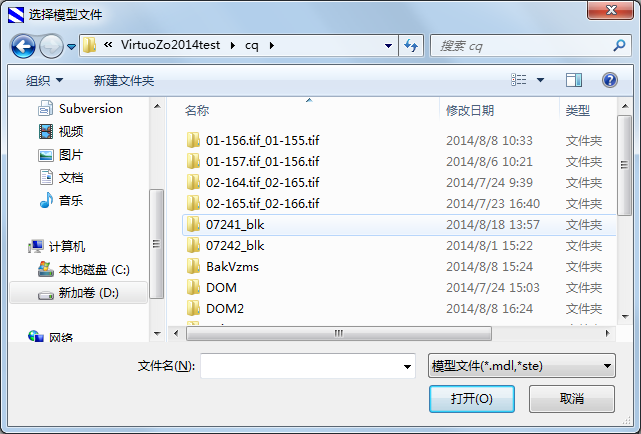 选择模型文件
« VirtuoZo2014test cq
搜索 cq
组织 新建文件夹
Subversion
视频
图片
文档
音乐
计算机
本地磁盘 (C:)
新加卷 (D:)
网络
名称 修改日期 类型
01-156.tif_01-155.tif 2014/8/8 10:33 文件夹
01-157.tif_01-156.tif 2014/8/6 10:21 文件夹
02-164.tif_02-165.tif 2014/7/24 9:39 文件夹
02-165.tif_02-166.tif 2014/7/23 16:40 文件夹
07241_blk 2014/8/18 13:57 文件夹
07242_blk 2014/8/1 15:22 文件夹
BakVzms 2014/8/8 15:24 文件夹
DOM 2014/7/24 15:03 文件夹
DOM2 2014/8/8 16:24 文件夹
文件名(N):
模型文件(*.mdl,*ste)
打开(O) 取消